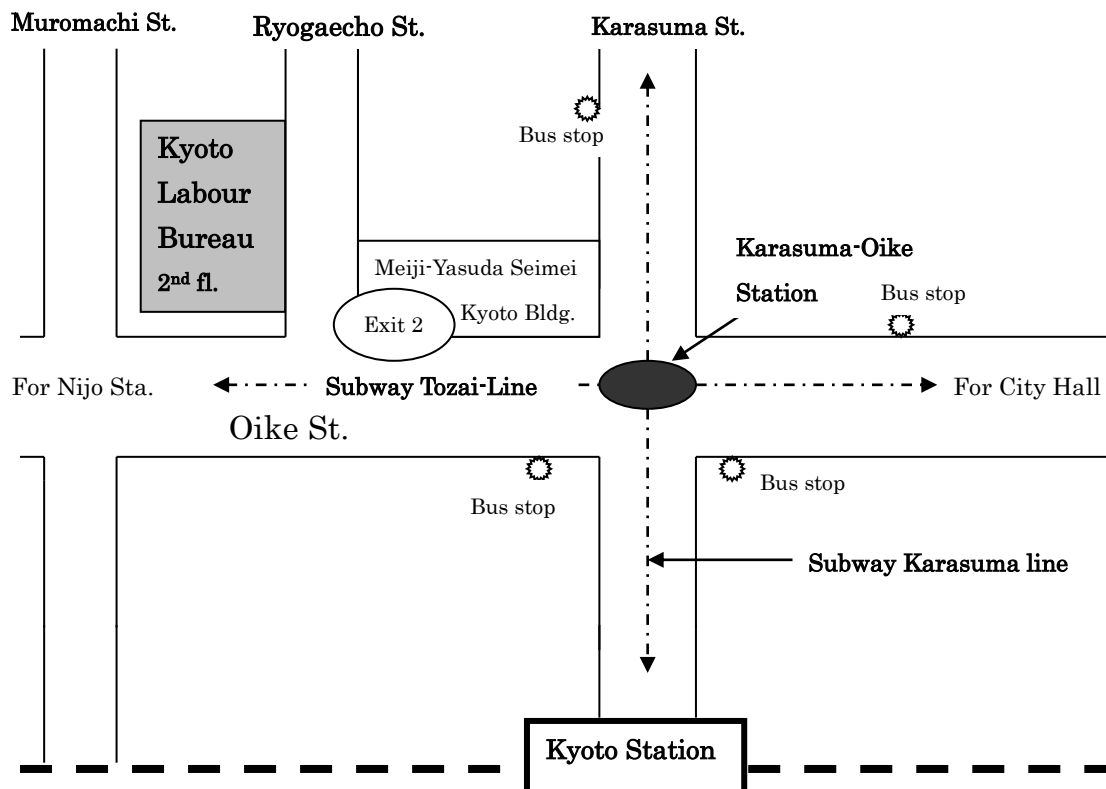 Muromachi St.
Ryogaecho St.
Karasuma St.
Bus stop
Kyoto
Labour
Bureau
2nd fl.
Meiji-Yasuda Seimei
Kyoto Bldg.
Exit 2
Karasuma-Oike
Station
Bus stop
For Nijo Sta.
Subway Tozai-Line
For City Hall
Oike St.
Bus stop
Bus stop
Subway Karasuma line
Kyoto Station